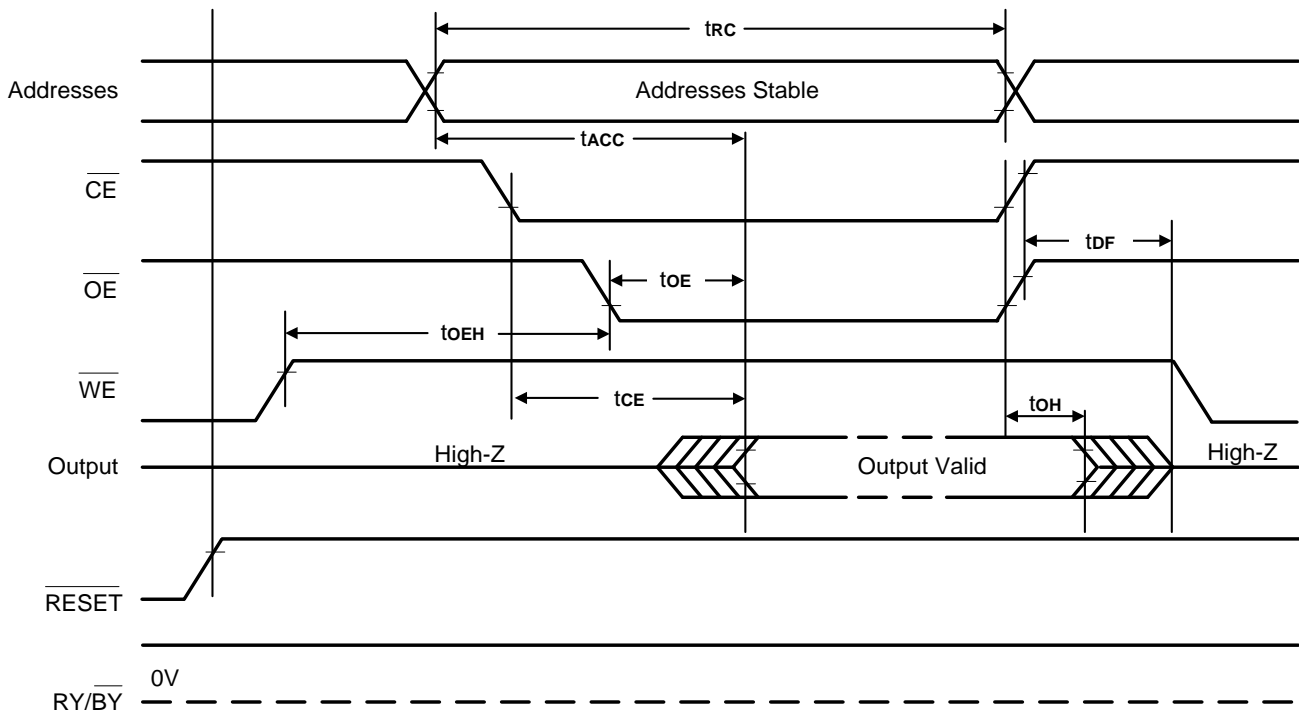 tRC
Addresses
Addresses Stable
tACC
CE
tDF
OE
tOE
tOEH
WE
tCE
tOH
High-Z
Output
Output Valid
High-Z
RESET
0V
RY/BY